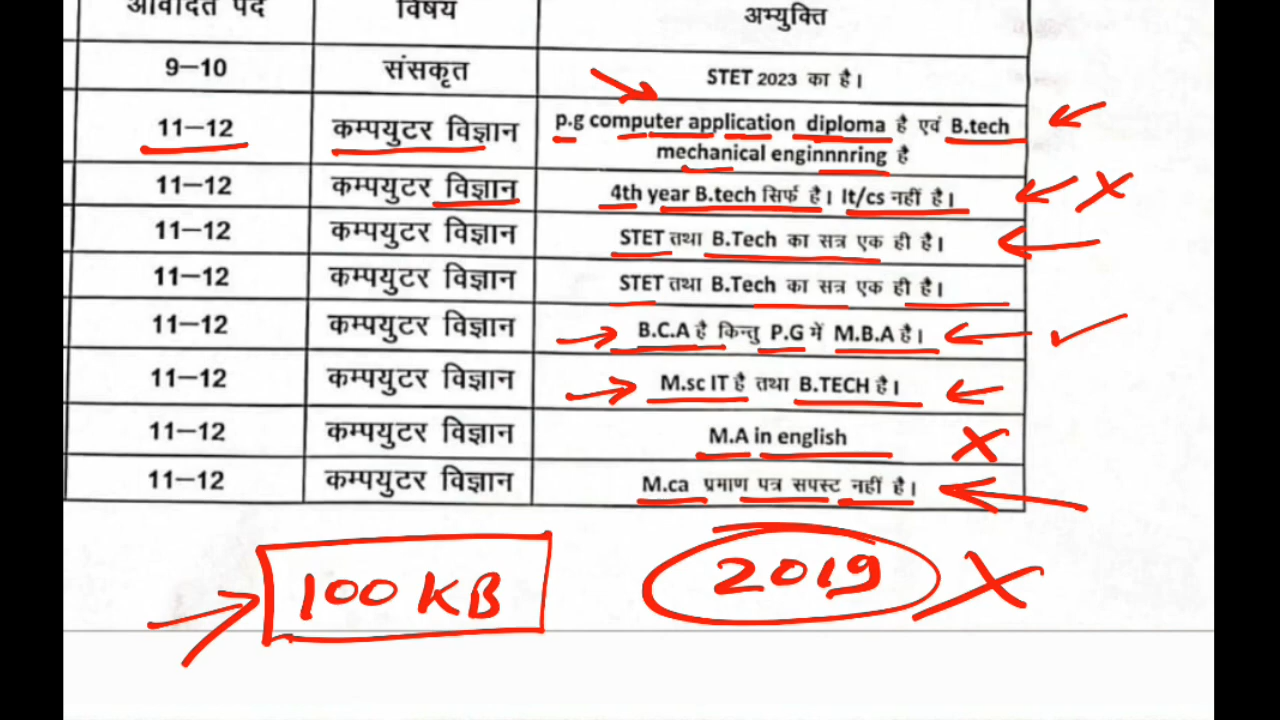 आवेदित पद विषय अभ्युक्ति
9–10 संसकृत STET 2023 का है।
11–12 कम्पयुटर विज्ञान p.g computer application diploma है एवं B.tech
mechanical enginnnring है
11–12 कम्पयुटर विज्ञान 4th year B.tech सिर्फ है। It/cs नहीं है।
11–12 कम्पयुटर विज्ञान STET तथा B.Tech का सत्र एक ही है।
11–12 कम्पयुटर विज्ञान STET तथा B.Tech का सत्र एक ही है।
11–12 कम्पयुटर विज्ञान B.C.A है किन्तु P.G में M.B.A है।
11–12 कम्पयुटर विज्ञान M.sc IT है तथा B.TECH है।
11–12 कम्पयुटर विज्ञान M.A in english
11–12 कम्पयुटर विज्ञान M.ca प्रमाण पत्र सपस्ट नहीं है।
100 KB 2019